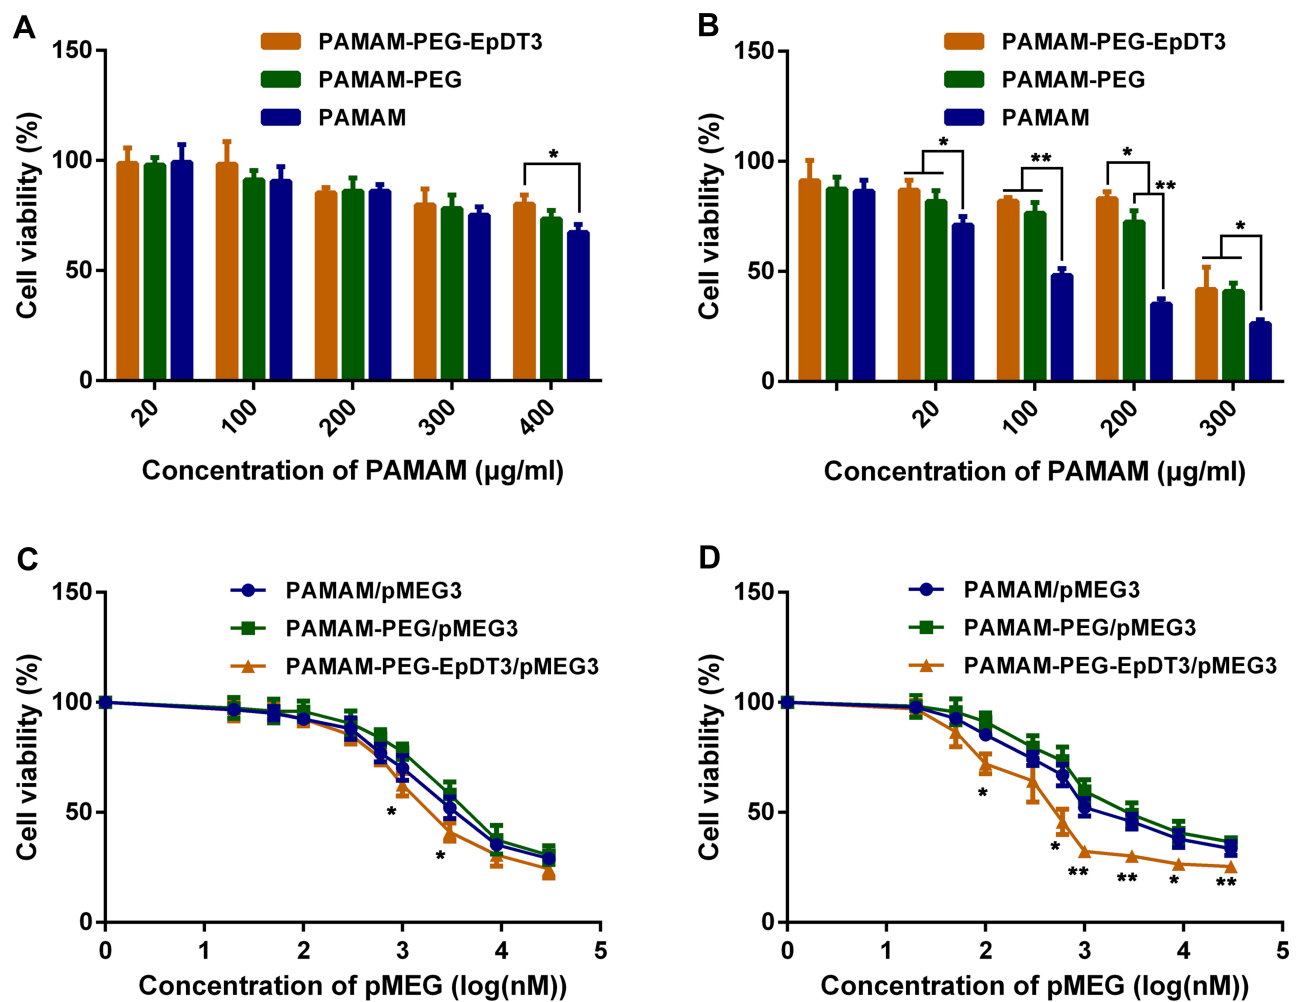 A
PAMAM-PEG-EpDT3
PAMAM-PEG
PAMAM
150
100
50
0
Cell viability (%)
*
20
100
200
300
400
Concentration of PAMAM (μg/ml)
B
PAMAM-PEG-EpDT3
PAMAM-PEG
PAMAM
150
100
50
0
Cell viability (%)
*
**
*
**
*
20
100
200
300
Concentration of PAMAM (μg/ml)
C
PAMAM/pMEG3
PAMAM-PEG/pMEG3
PAMAM-PEG-EpDT3/pMEG3
150
100
50
0
Cell viability (%)
*
*
0 1 2 3 4 5
Concentration of pMEG (log(nM))
D
PAMAM/pMEG3
PAMAM-PEG/pMEG3
PAMAM-PEG-EpDT3/pMEG3
150
100
50
0
Cell viability (%)
*
*
**
**
*
**
0 1 2 3 4 5
Concentration of pMEG (log(nM))